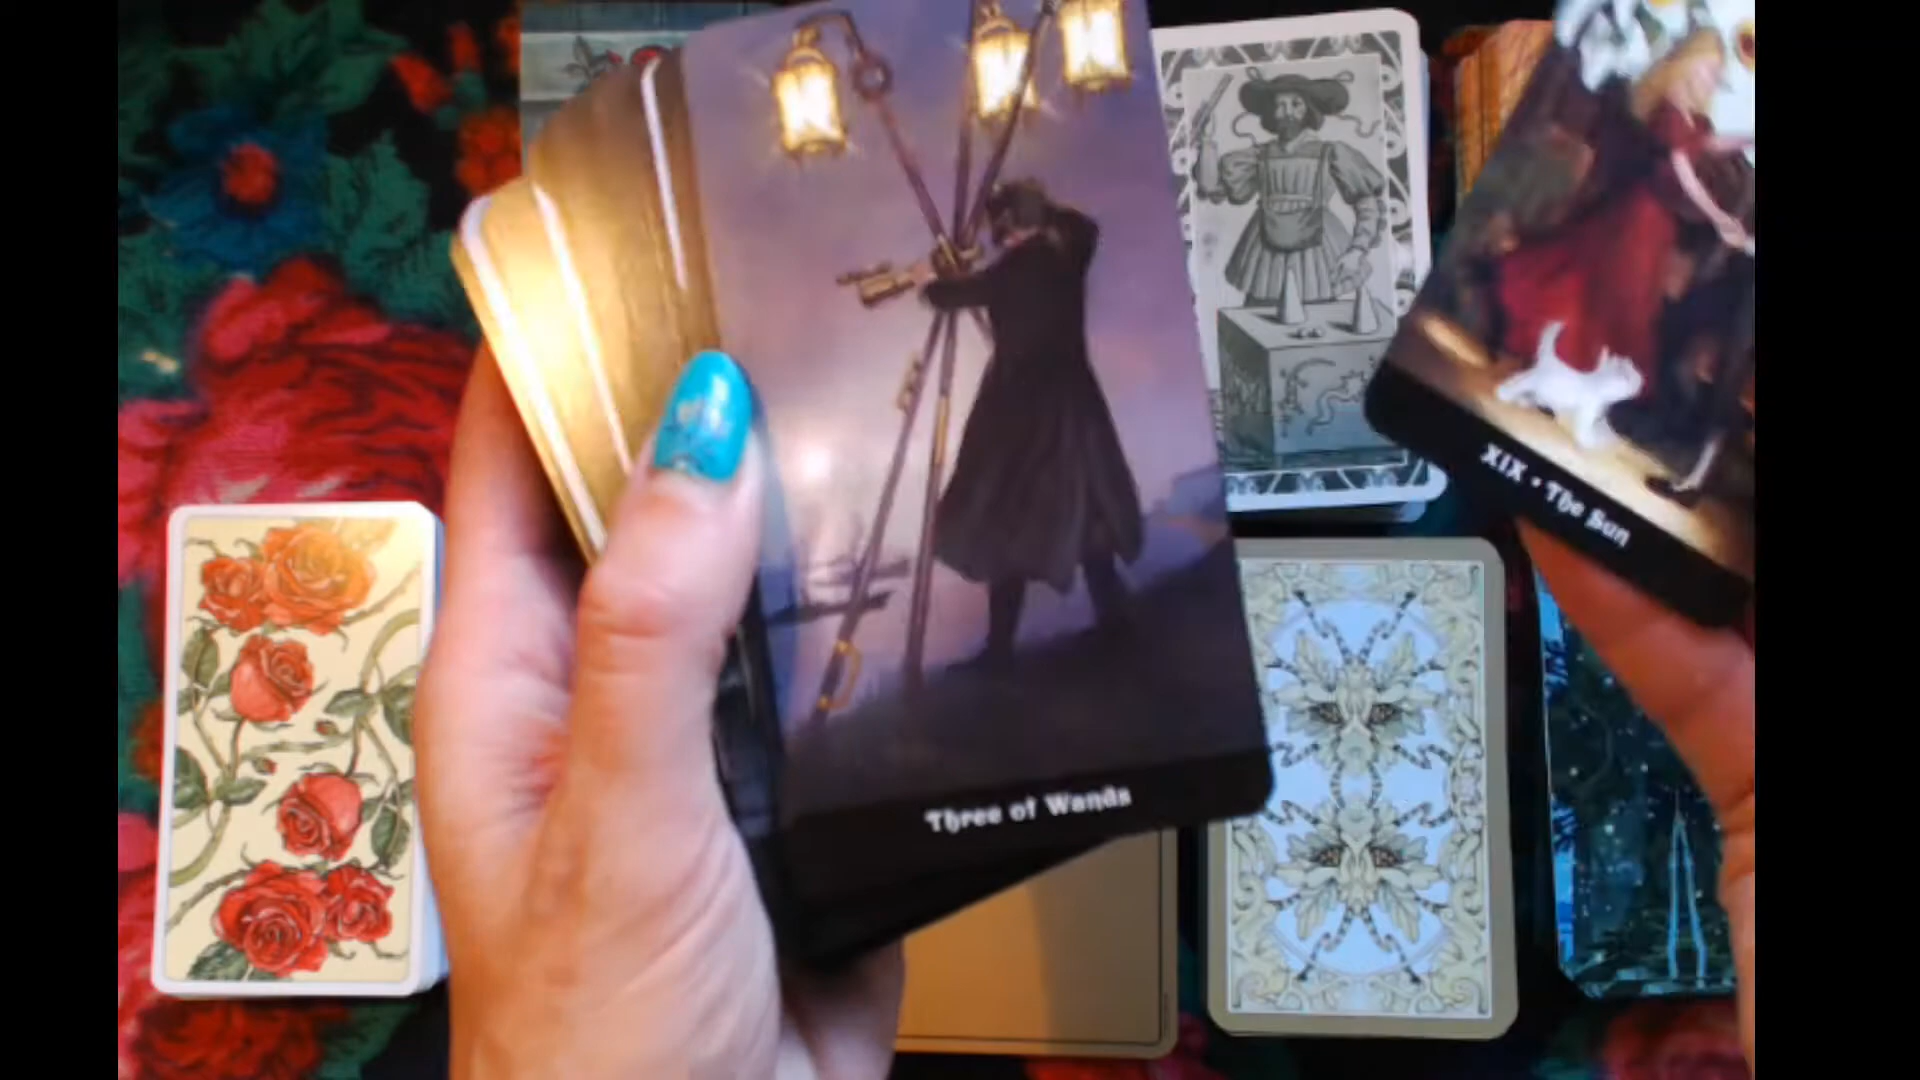 XIX • The Sun
Three of Wands